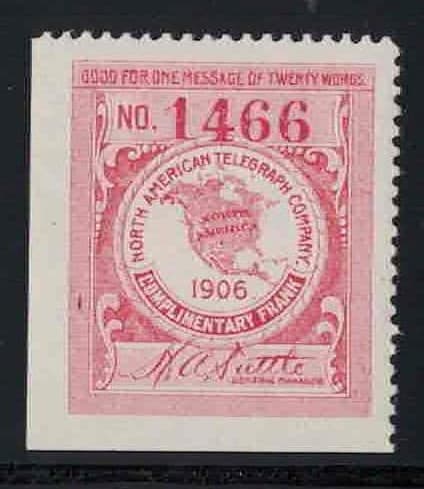 GOOD FOR ONE MESSAGE OF TWENTY WORDS.
NO. 1466
NORTH AMERICAN TELEGRAPH COMPANY.
NORTH
AMERICA
1906
COMPLIMENTARY FRANK
H. A. Tuttle
GENERAL MANAGER